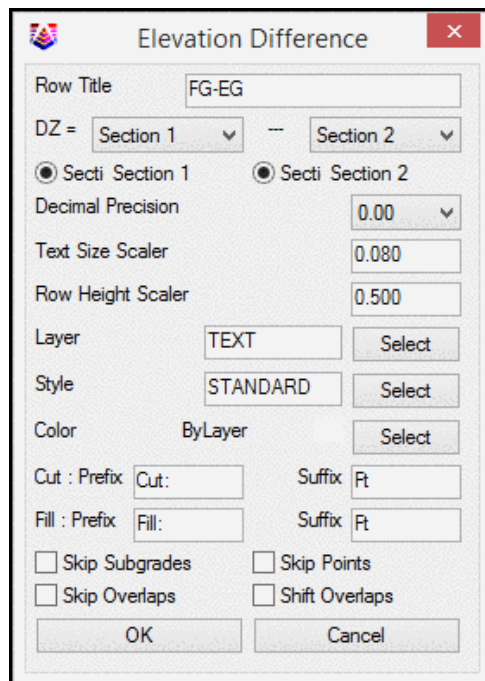 Elevation Difference
Row Title FG-EG
DZ = Section 1 --- Section 2
Secti Section 1 Secti Section 2
Decimal Precision 0.00
Text Size Scaler 0.080
Row Height Scaler 0.500
Layer TEXT Select
Style STANDARD Select
Color ByLayer Select
Cut : Prefix Cut: Suffix Ft
Fill : Prefix Fill: Suffix Ft
Skip Subgrades Skip Points
Skip Overlaps Shift Overlaps
OK Cancel